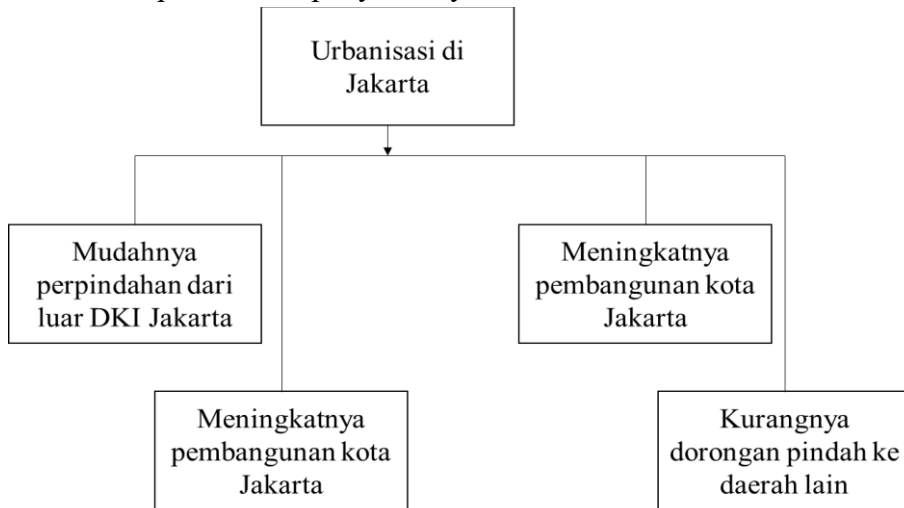 Urbanisasi di
Jakarta
Mudahnya
perpindahan dari
luar DKI Jakarta
Meningkatnya
pembangunan kota
Jakarta
Meningkatnya
pembangunan kota
Jakarta
Kurangnya
dorongan pindah ke
daerah lain